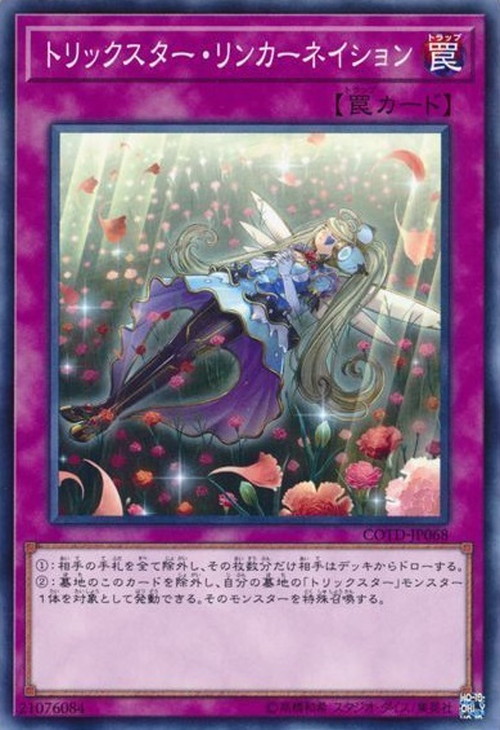 トリックスター・リンカーネイション
トラップ
罠
トラップ
【罠カード】
COTD-JP068
①：相手の手札を全て除外し、その枚数分だけ相手はデッキからドローする。
②：墓地のこのカードを除外し、自分の墓地の「トリックスター」モンスター
１体を対象として発動できる。そのモンスターを特殊召喚する。
21076084
©高橋和希 スタジオ・ダイス/集英社